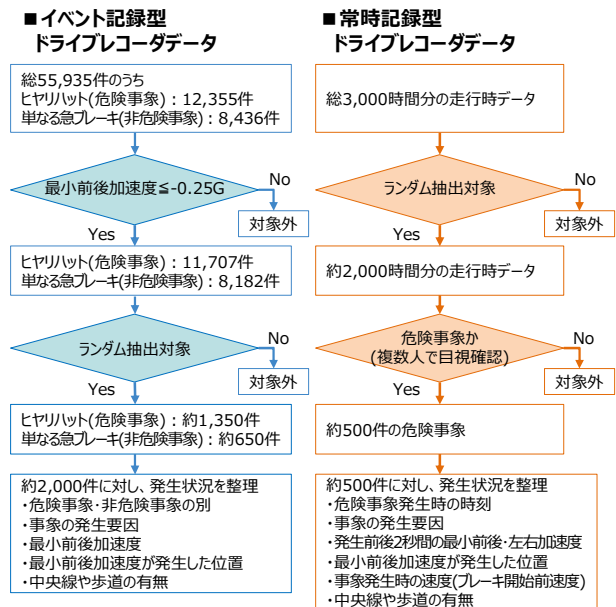 ■イベント記録型
ドライブレコーダデータ
総55,935件のうち
ヒヤリハット(危険事象)：12,355件
単なる急ブレーキ(非危険事象)：8,436件
最小前後加速度≦-0.25G
No
対象外
Yes
ヒヤリハット(危険事象)：11,707件
単なる急ブレーキ(非危険事象)：8,182件
ランダム抽出対象
No
対象外
Yes
ヒヤリハット(危険事象)：約1,350件
単なる急ブレーキ(非危険事象)：約650件
約2,000件に対し、発生状況を整理
・危険事象・非危険事象の別
・事象の発生要因
・最小前後加速度
・最小前後加速度が発生した位置
・中央線や歩道の有無
■常時記録型
ドライブレコーダデータ
総3,000時間分の走行時データ
ランダム抽出対象
No
対象外
Yes
約2,000時間分の走行時データ
危険事象か
(複数人で目視確認)
No
対象外
Yes
約500件の危険事象
約500件に対し、発生状況を整理
・危険事象発生時の時刻
・事象の発生要因
・発生前後2秒間の最小前後・左右加速度
・最小前後加速度が発生した位置
・事象発生時の速度(ブレーキ開始前速度)
・中央線や歩道の有無